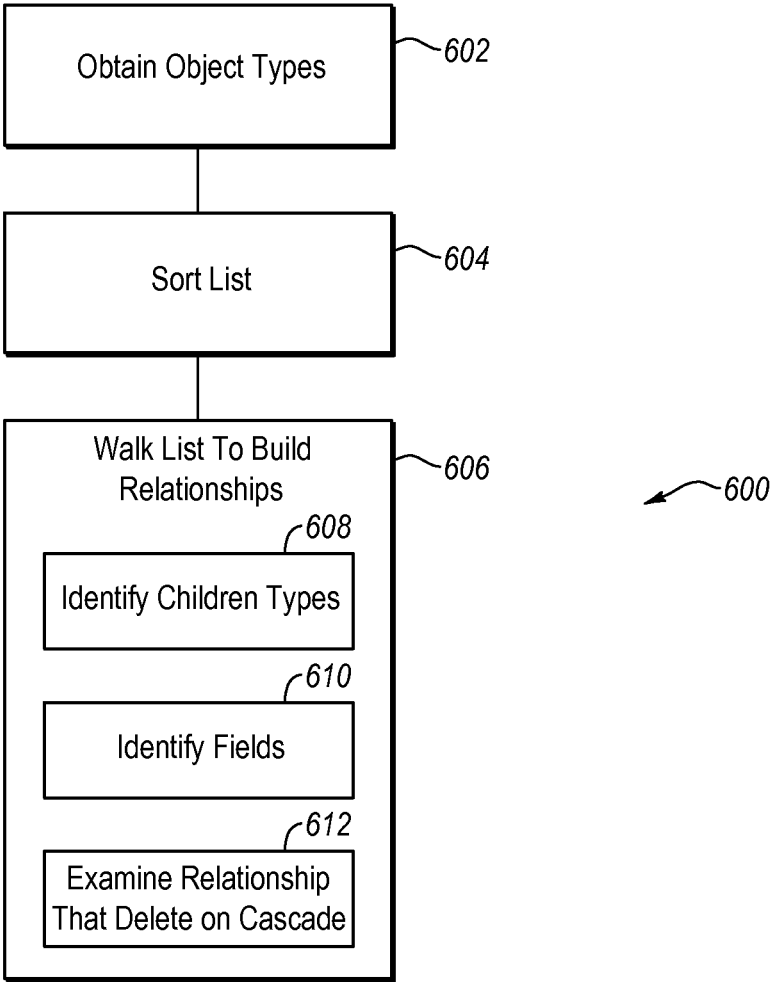 Obtain Object Types
602
Sort List
604
Walk List To Build
Relationships
606
600
608
Identify Children Types
610
Identify Fields
612
Examine Relationship
That Delete on Cascade